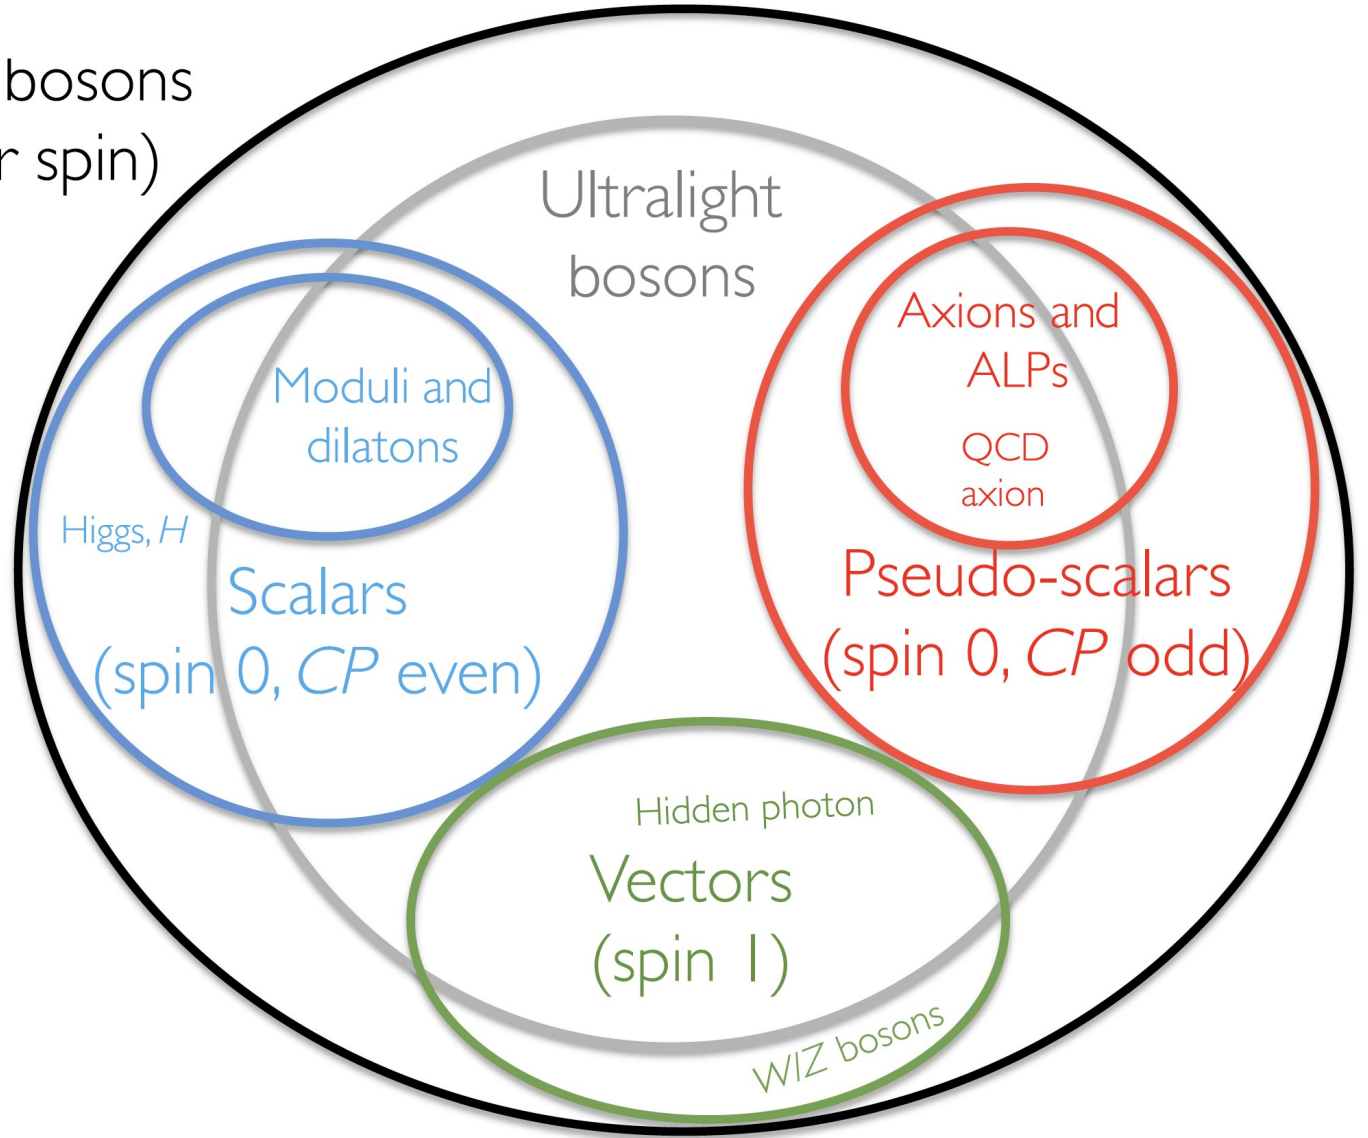 bosons
r spin)
Ultralight
bosons
Axions and
ALPs
QCD
axion
Moduli and
dilatons
Higgs, H
Scalars
(spin 0, CP even)
Pseudo-scalars
(spin 0, CP odd)
Hidden photon
Vectors
(spin 1)
W/Z bosons